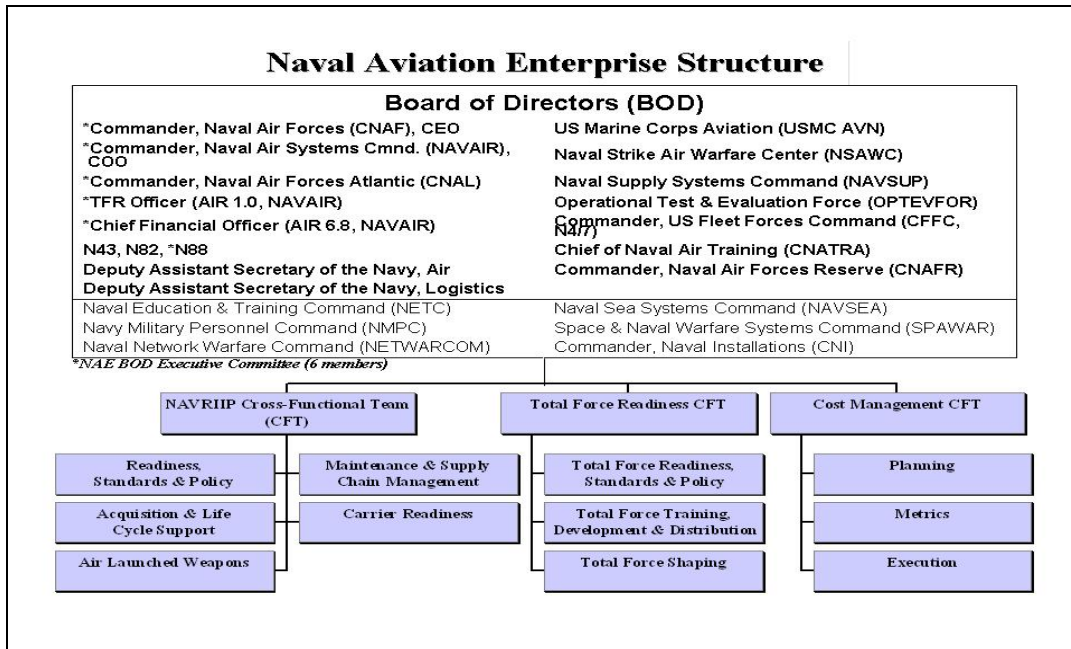 Naval Aviation Enterprise Structure
Board of Directors (BOD)
*Commander, Naval Air Forces (CNAF), CEO
*Commander, Naval Air Systems Cmnd. (NAVAIR),
COO
*Commander, Naval Air Forces Atlantic (CNAL)
*TFR Officer (AIR 1.0, NAVAIR)
*Chief Financial Officer (AIR 6.8, NAVAIR)
N43, N82, *N88
Deputy Assistant Secretary of the Navy, Air
Deputy Assistant Secretary of the Navy, Logistics
US Marine Corps Aviation (USMC AVN)
Naval Strike Air Warfare Center (NSAWC)
Naval Supply Systems Command (NAVSUP)
Operational Test & Evaluation Force (OPTEVFOR)
Commander, US Fleet Forces Command (CFFC,
N4/7)
Chief of Naval Air Training (CNATRA)
Commander, Naval Air Forces Reserve (CNAFR)
Naval Education & Training Command (NETC)
Navy Military Personnel Command (NMPC)
Naval Network Warfare Command (NETWARCOM)
Naval Sea Systems Command (NAVSEA)
Space & Naval Warfare Systems Command (SPAWAR)
Commander, Naval Installations (CNI)
*NAE BOD Executive Committee (6 members)
NAVRIIP Cross-Functional Team
(CFT)
Readiness,
Standards & Policy
Acquisition & Life
Cycle Support
Air Launched Weapons
Maintenance & Supply
Chain Management
Carrier Readiness
Total Force Readiness CFT
Total Force Readiness,
Standards & Policy
Total Force Training,
Development & Distribution
Total Force Shaping
Cost Management CFT
Planning
Metrics
Execution